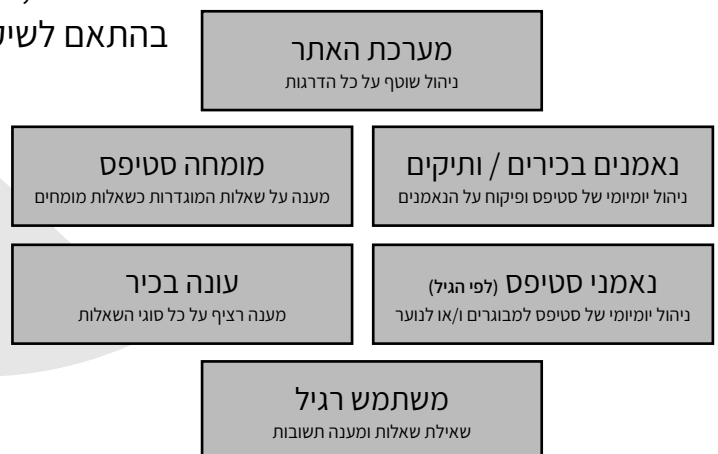 בהתאם
מערכת האתר
ניהול שוטף על כל הדרגות
נאמנים בכירים / ותיקים
ניהול יומיומי של סטיפס ופיקוח על הנאמנים
מומחה סטיפס
מענה על שאלות המוגדרות כשאלות מומחים
נאמני סטיפס (לפי הגיל)
ניהול יומיומי של סטיפס למבוגרים ו/או לנוער
עונה בכיר
מענה רציף על כל סוגי השאלות
משתמש רגיל
שאילת שאלות ומענה תשובות